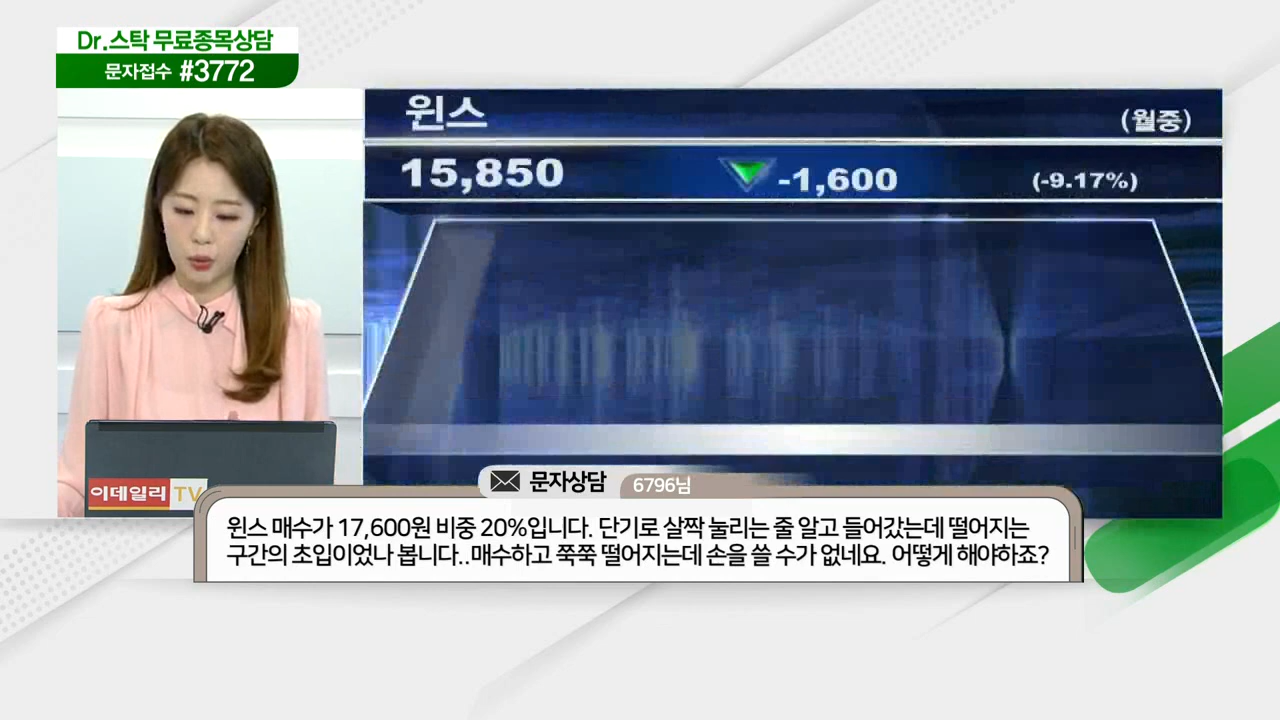 Dr.스탁 무료종목상담
문자접수 #3772
윈스
(월중)
15,850
-1,600
(-9.17%)
이데일리 TV
문자상담
6796님
윈스 매수가 17,600원 비중 20%입니다. 단기로 살짝 눌리는 줄 알고 들어갔는데 떨어지는
구간의 초입이었나 봅니다..매수하고 쭉쭉 떨어지는데 손을 쓸 수가 없네요. 어떻게 해야하죠?